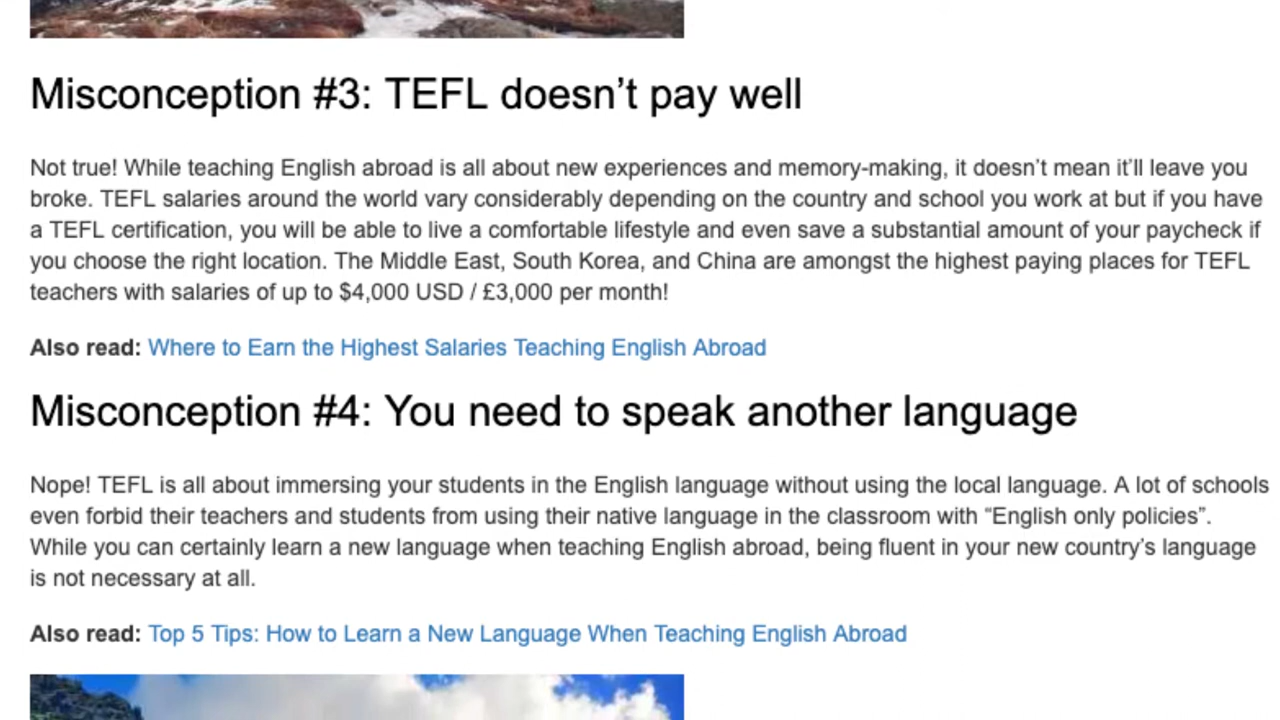 Misconception #3: TEFL doesn’t pay well
Not true! While teaching English abroad is all about new experiences and memory-making, it doesn’t mean it’ll leave you
broke. TEFL salaries around the world vary considerably depending on the country and school you work at but if you have
a TEFL certification, you will be able to live a comfortable lifestyle and even save a substantial amount of your paycheck if
you choose the right location. The Middle East, South Korea, and China are amongst the highest paying places for TEFL
teachers with salaries of up to $4,000 USD / £3,000 per month!
Also read: Where to Earn the Highest Salaries Teaching English Abroad
Misconception #4: You need to speak another language
Nope! TEFL is all about immersing your students in the English language without using the local language. A lot of schools
even forbid their teachers and students from using their native language in the classroom with “English only policies”.
While you can certainly learn a new language when teaching English abroad, being fluent in your new country’s language
is not necessary at all.
Also read: Top 5 Tips: How to Learn a New Language When Teaching English Abroad